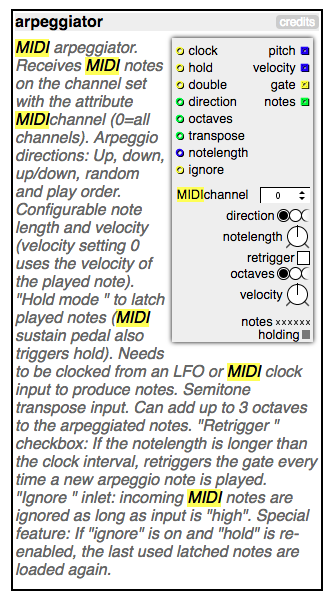 arpeggiator credits
MIDI arpeggiator.
Receives MIDI notes
on the channel set
with the attribute
MIDIchannel (0=all
channels). Arpeggio
directions: Up, down,
up/down, random
and play order.
Configurable note
length and velocity
(velocity setting 0
uses the velocity of
the played note).
"Hold mode " to latch
played notes (MIDI
sustain pedal also
triggers hold). Needs
to be clocked from an LFO or MIDI clock
input to produce notes. Semitone
transpose input. Can add up to 3 octaves
to the arpeggiated notes. "Retrigger "
checkbox: If the notelength is longer than
the clock interval, retriggers the gate every
time a new arpeggio note is played.
"Ignore " inlet: incoming MIDI notes are
ignored as long as input is "high". Special
feature: If "ignore" is on and "hold" is re-
enabled, the last used latched notes are
loaded again.
clock pitch
hold velocity
double gate
direction notes
octaves
transpose
notelength
ignore
MIDIchannel 0
direction
notelength
retrigger
octaves
velocity
notes xxxxxx
holding